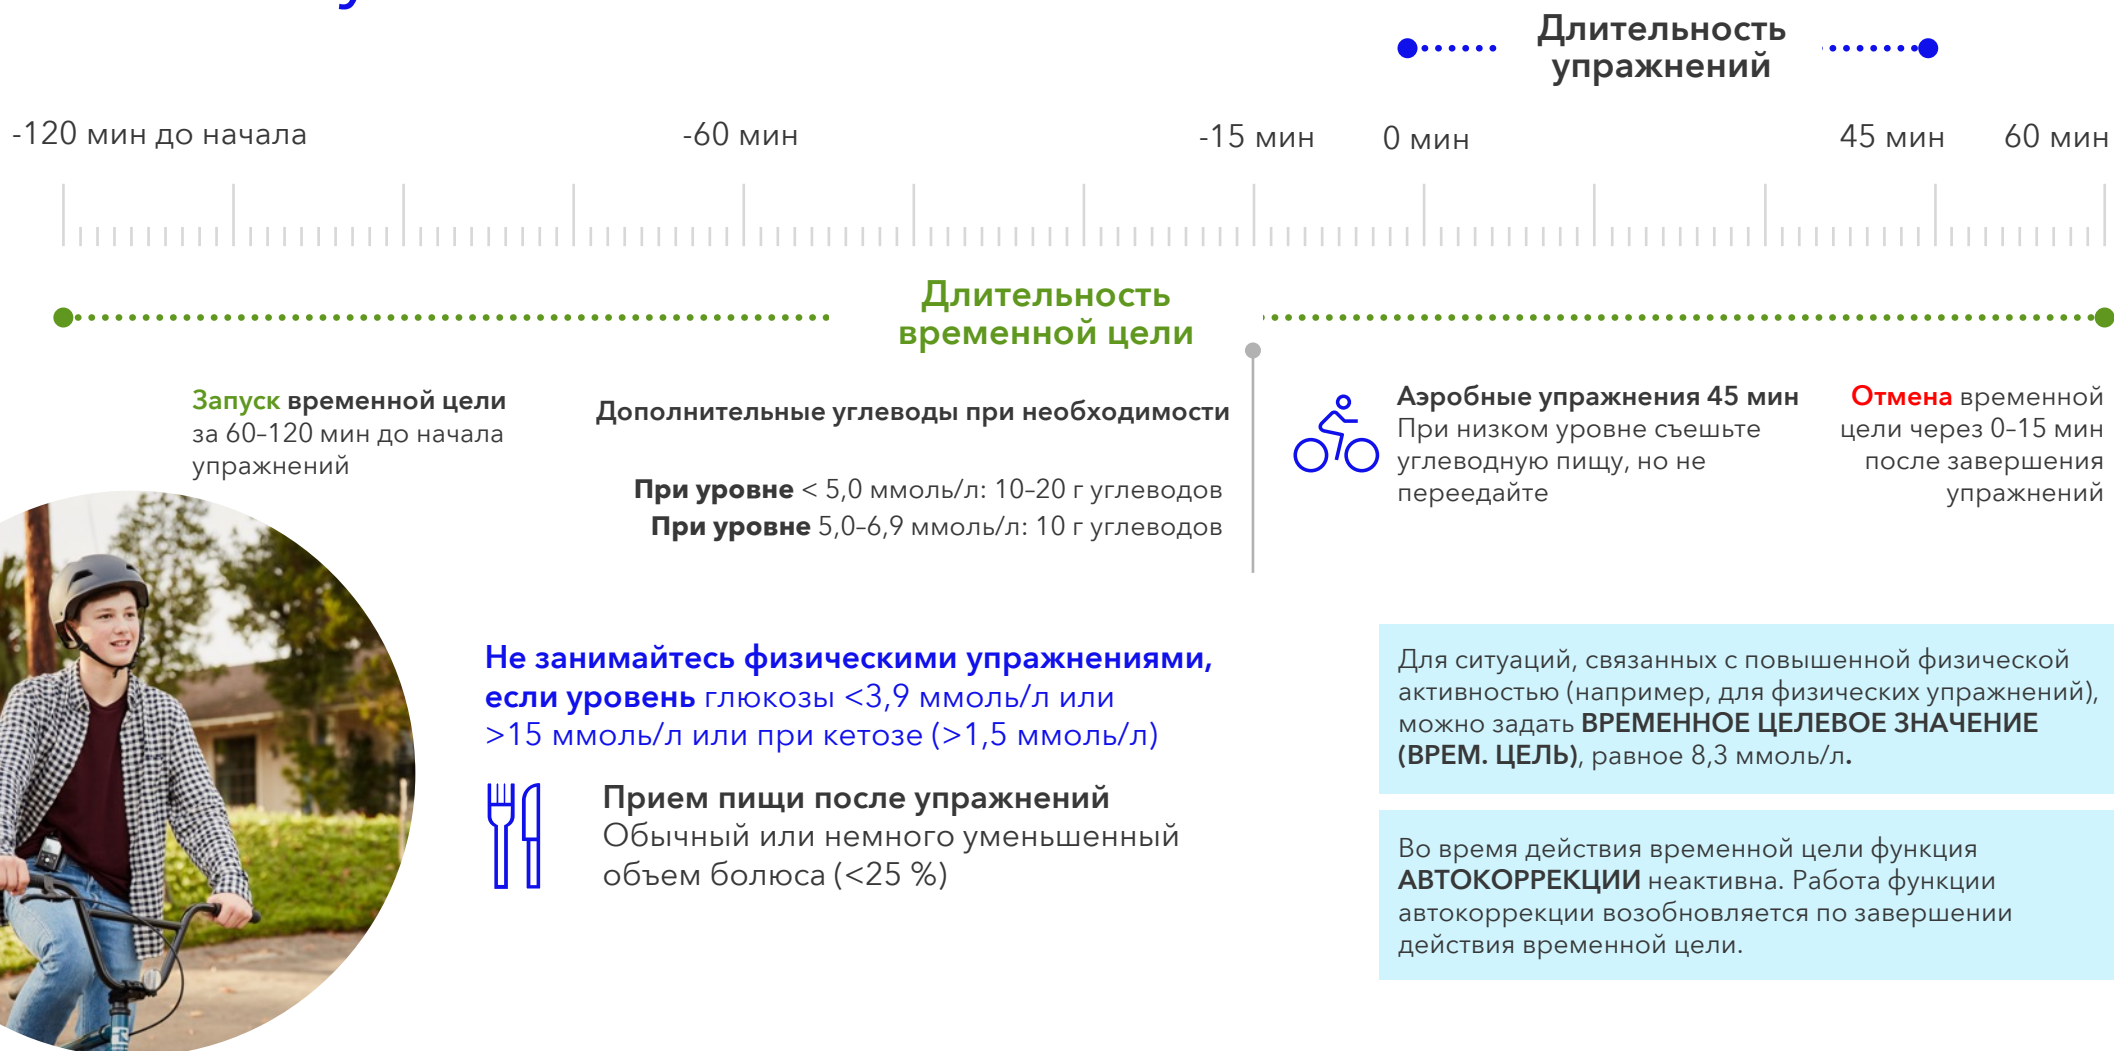 Длительность
упражнений
-120 мин до начала
-60 мин
-15 мин
0 мин
45 мин
60 мин
Длительность
временной цели
Запуск временной цели
за 60–120 мин до начала
упражнений
Дополнительные углеводы при необходимости
При уровне < 5,0 ммоль/л: 10–20 г углеводов
При уровне 5,0–6,9 ммоль/л: 10 г углеводов
Аэробные упражнения 45 мин
При низком уровне съешьте
углеводную пищу, но не
переедайте
Отмена временной
цели через 0–15 мин
после завершения
упражнений
Не занимайтесь физическими упражнениями,
если уровень глюкозы <3,9 ммоль/л или
>15 ммоль/л или при кетозе (>1,5 ммоль/л)
Прием пищи после упражнений
Обычный или немного уменьшенный
объем болюса (<25 %)
Для ситуаций, связанных с повышенной физической
активностью (например, для физических упражнений),
можно задать ВРЕМЕННОЕ ЦЕЛЕВОЕ ЗНАЧЕНИЕ
(ВРЕМ. ЦЕЛЬ), равное 8,3 ммоль/л.
Во время действия временной цели функция
АВТОКОРРЕКЦИИ неактивна. Работа функции
автокоррекции возобновляется по завершении
действия временной цели.